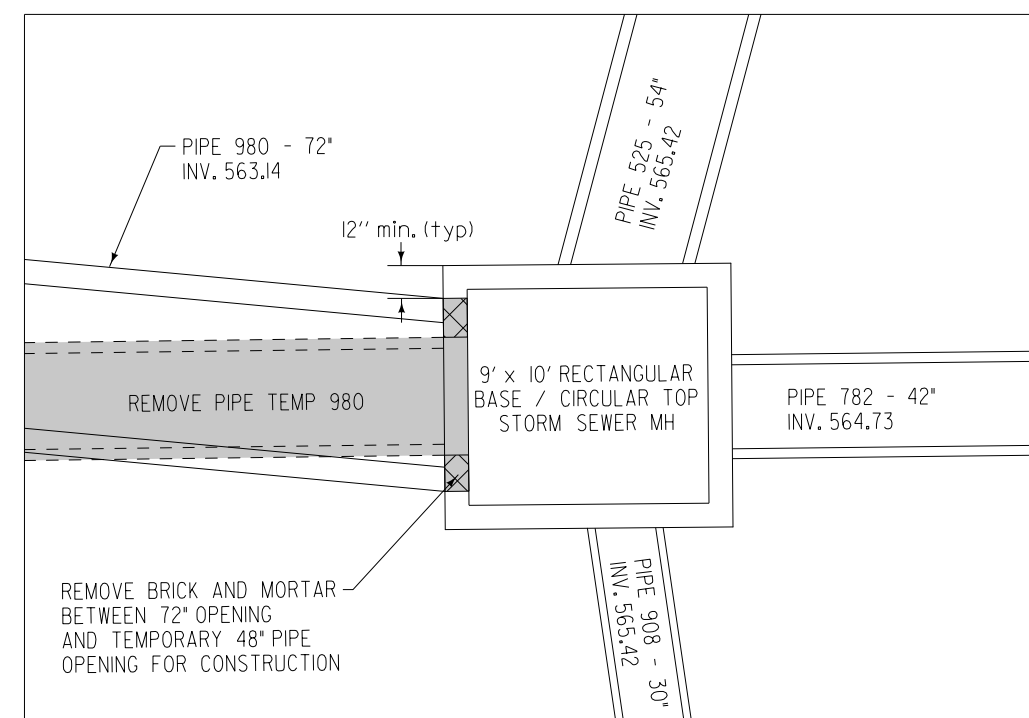 PIPE 980 - 72"
INV. 563.14
12" min. (typ)
PIPE 525 - 54"
INV. 565.42
9' x 10' RECTANGULAR
BASE / CIRCULAR TOP
STORM SEWER MH
REMOVE PIPE TEMP 980
PIPE 782 - 42"
INV. 564.73
REMOVE BRICK AND MORTAR
BETWEEN 72" OPENING
AND TEMPORARY 48" PIPE
OPENING FOR CONSTRUCTION
PIPE 908 - 30"
INV. 565.42